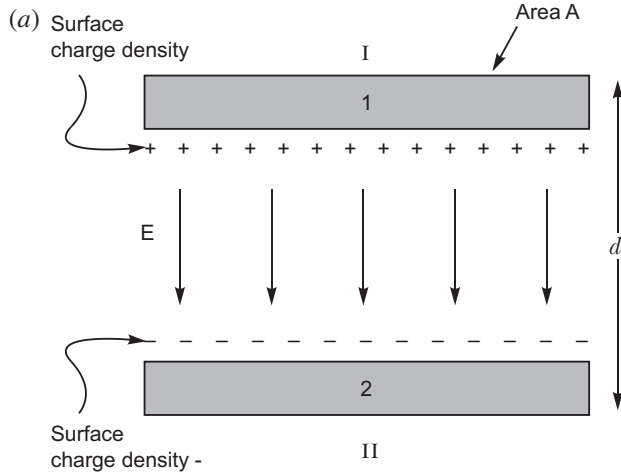 (a) Surface
charge density
Area A
I
1
+ + + + + + + + + + + + + +
E
d
– – – – – – – – – – – – – –
2
Surface
charge density -
II